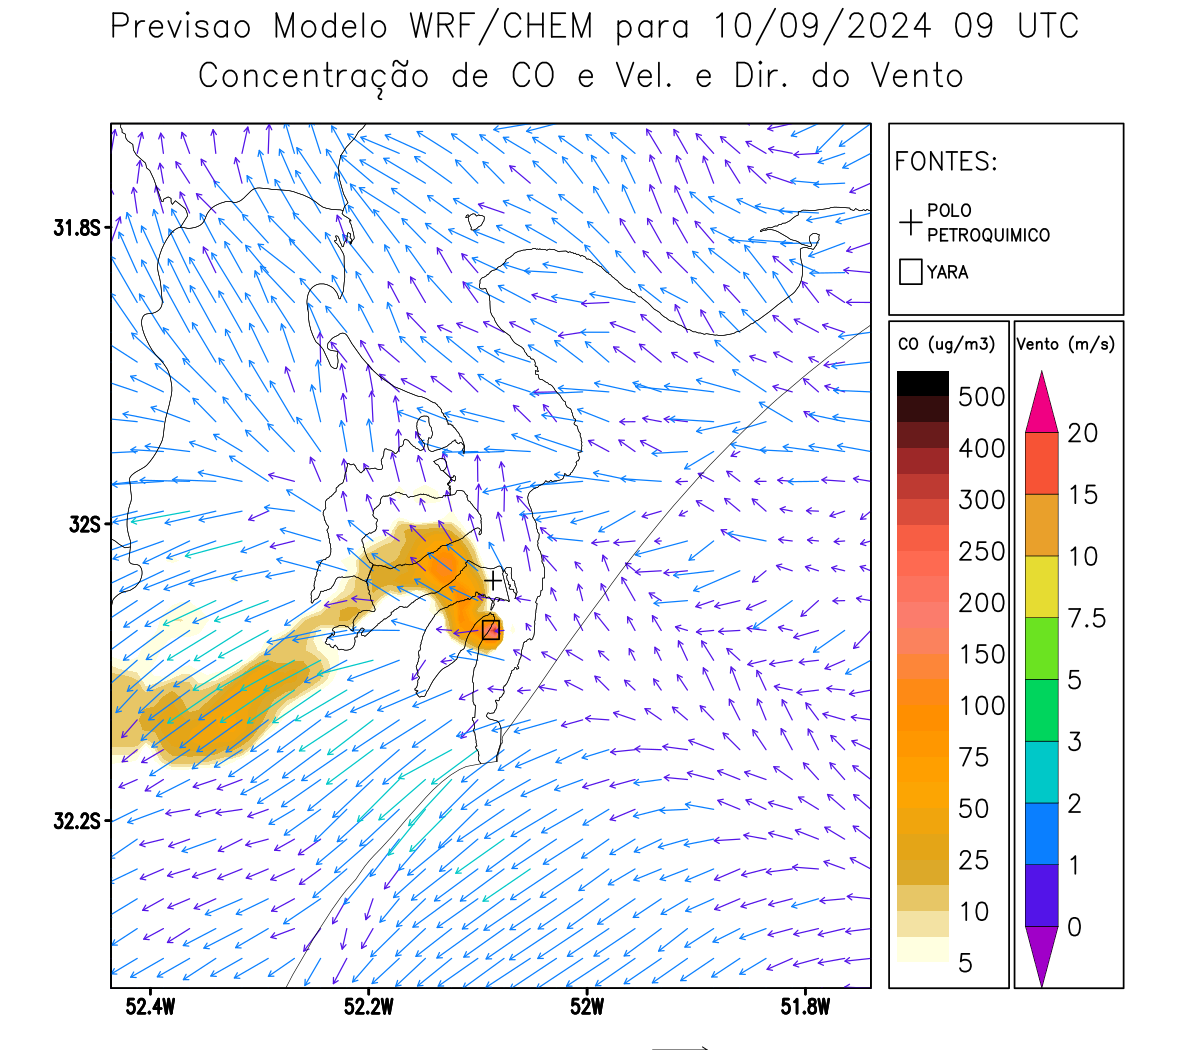 Previsao Modelo WRF/CHEM para 10/09/2024 09 UTC
Concentração de CO e Vel. e Dir. do Vento
FONTES:
POLO
PETROQUIMICO
YARA
CO (ug/m3)
500
400
300
250
200
150
100
75
50
25
10
5
Vento (m/s)
20
15
10
7.5
5
3
2
1
0
31.8S
32S
32.2S
52.4W
52.2W
52W
51.8W